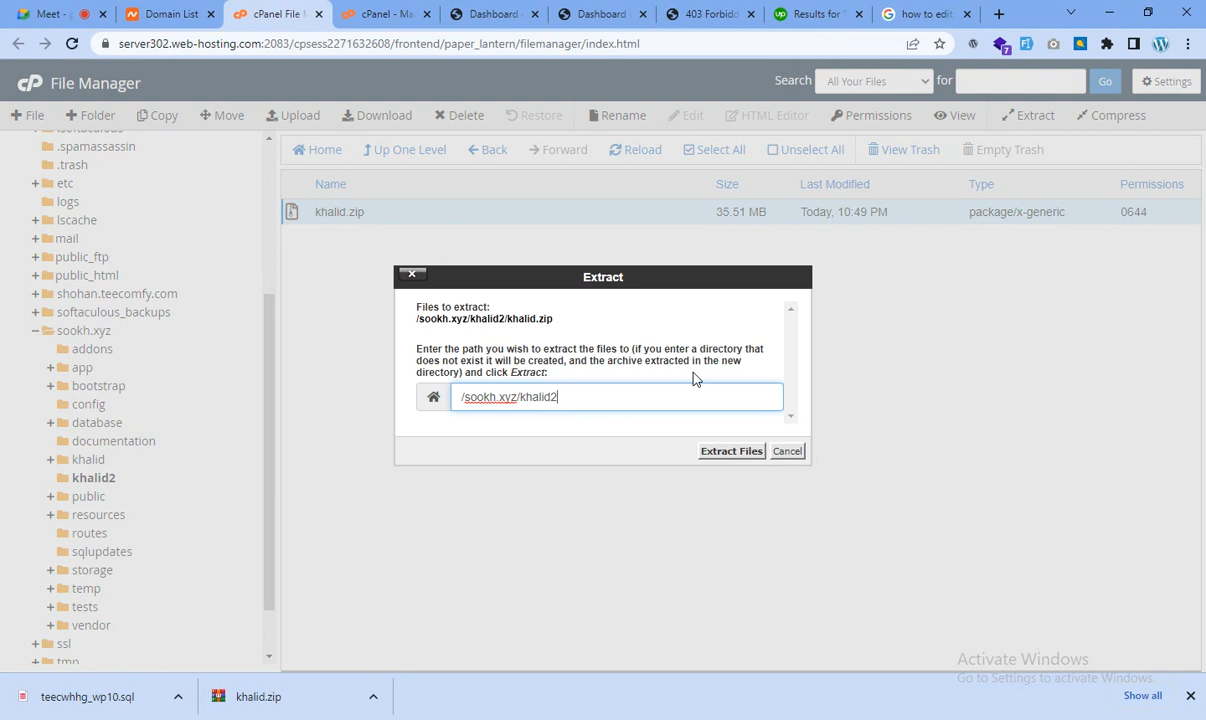 Meet - p
Domain List
cPanel File M
cPanel - Ma
Dashboard
Dashboard
403 Forbidd
Results for "
how to edit
server302.web-hosting.com:2083/cpsess2271632608/frontend/paper_lantern/filemanager/index.html
7
cP File Manager
Search All Your Files for Go Settings
File Folder Copy Move Upload Download Delete Restore Rename Edit HTML Editor Permissions View Extract Compress
Home Up One Level Back Forward Reload Select All Unselect All View Trash Empty Trash
Name Size Last Modified Type Permissions
khalid.zip 35.51 MB Today, 10:49 PM package/x-generic 0644
.softaculous
.spamassassin
.trash
+ etc
logs
+ lscache
+ mail
+ public_ftp
+ public_html
+ shohan.teecomfy.com
+ softaculous_backups
− sookh.xyz
addons
+ app
+ bootstrap
config
+ database
documentation
+ khalid
khalid2
+ public
+ resources
routes
sqlupdates
+ storage
+ temp
+ tests
+ vendor
+ ssl
+ tmp
Extract
Files to extract:
/sookh.xyz/khalid2/khalid.zip
Enter the path you wish to extract the files to (if you enter a directory that
does not exist it will be created, and the archive extracted in the new
directory) and click Extract:
/sookh.xyz/khalid2
Extract Files Cancel
Activate Windows
Go to Settings to activate Windows.
teecwhhg_wp10.sql
khalid.zip
Show all